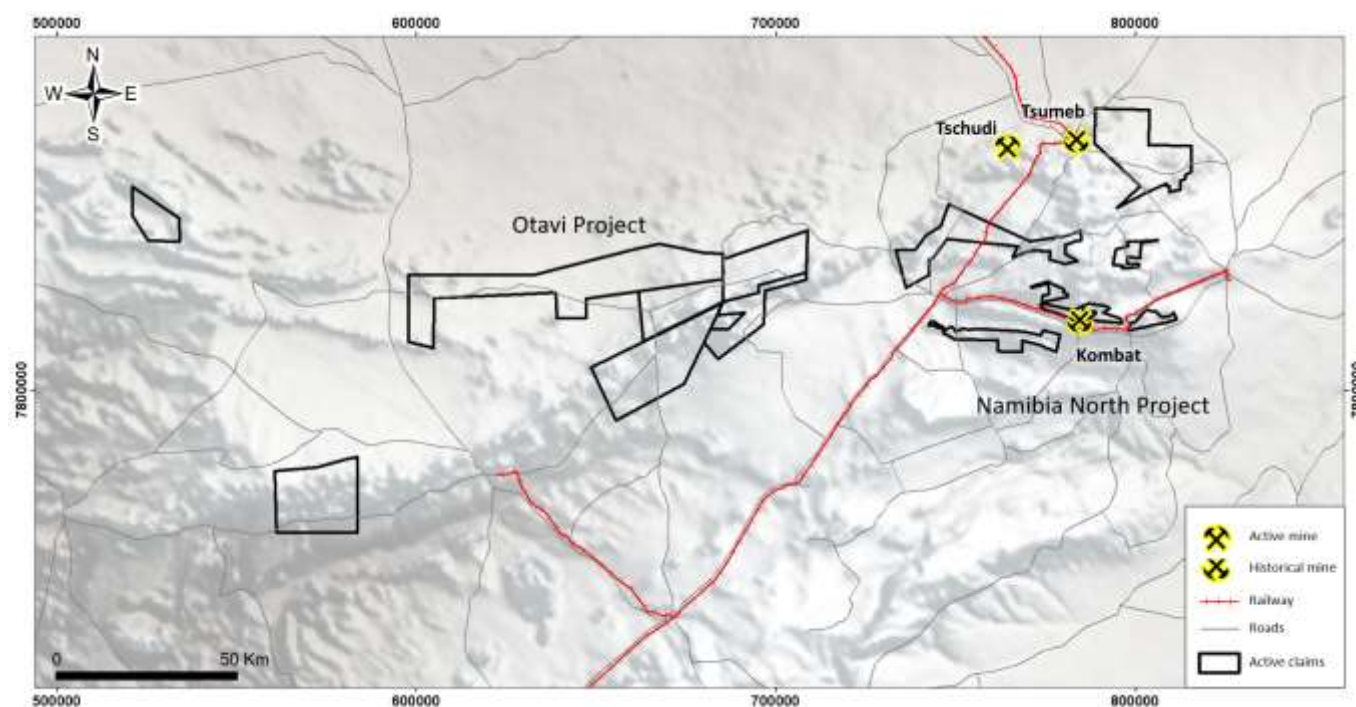 500000
600000
700000
800000
N
W E
S
Tsumeb
Tschudi
Otavi Project
Kombat
7800000
7800000
Namibia North Project
Active mine
Historical mine
Railway
Roads
Active claims
0 50 Km
500000
600000
700000
800000